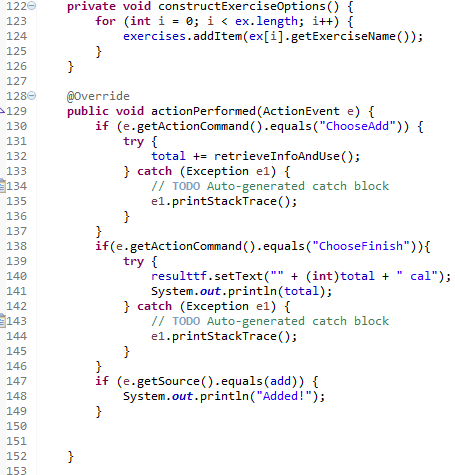 122 private void constructExerciseOptions() {
123 for (int i = 0; i < ex.length; i++) {
124 exercises.addItem(ex[i].getExerciseName());
125 }
126 }
127
128 @Override
129 public void actionPerformed(ActionEvent e) {
130 if (e.getActionCommand().equals("ChooseAdd")) {
131 try {
132 total += retrieveInfoAndUse();
133 } catch (Exception e1) {
134 // TODO Auto-generated catch block
135 e1.printStackTrace();
136 }
137 }
138 if(e.getActionCommand().equals("ChooseFinish")){
139 try {
140 resulttf.setText("" + (int)total + " cal");
141 System.out.println(total);
142 } catch (Exception e1) {
143 // TODO Auto-generated catch block
144 e1.printStackTrace();
145 }
146 }
147 if (e.getSource().equals(add)) {
148 System.out.println("Added!");
149 }
150
151
152 }
153